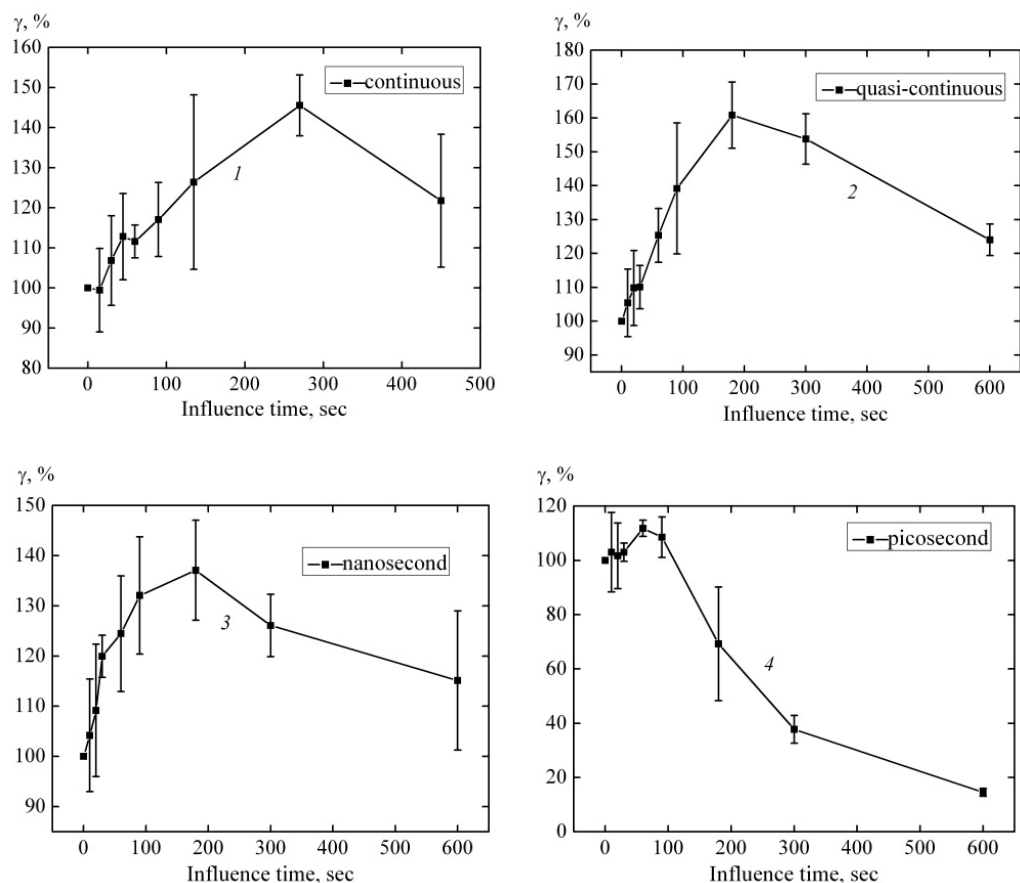 γ, %
160
150
140
130
120
110
100
90
80
continuous
1
0 100 200 300 400 500
Influence time, sec
γ, %
180
170
160
150
140
130
120
110
100
90
quasi-continuous
2
0 100 200 300 400 500 600
Influence time, sec
γ, %
150
140
130
120
110
100
90
nanosecond
3
0 100 200 300 400 500 600
Influence time, sec
γ, %
120
100
80
60
40
20
0
picosecond
4
0 100 200 300 400 500 600
Influence time, sec